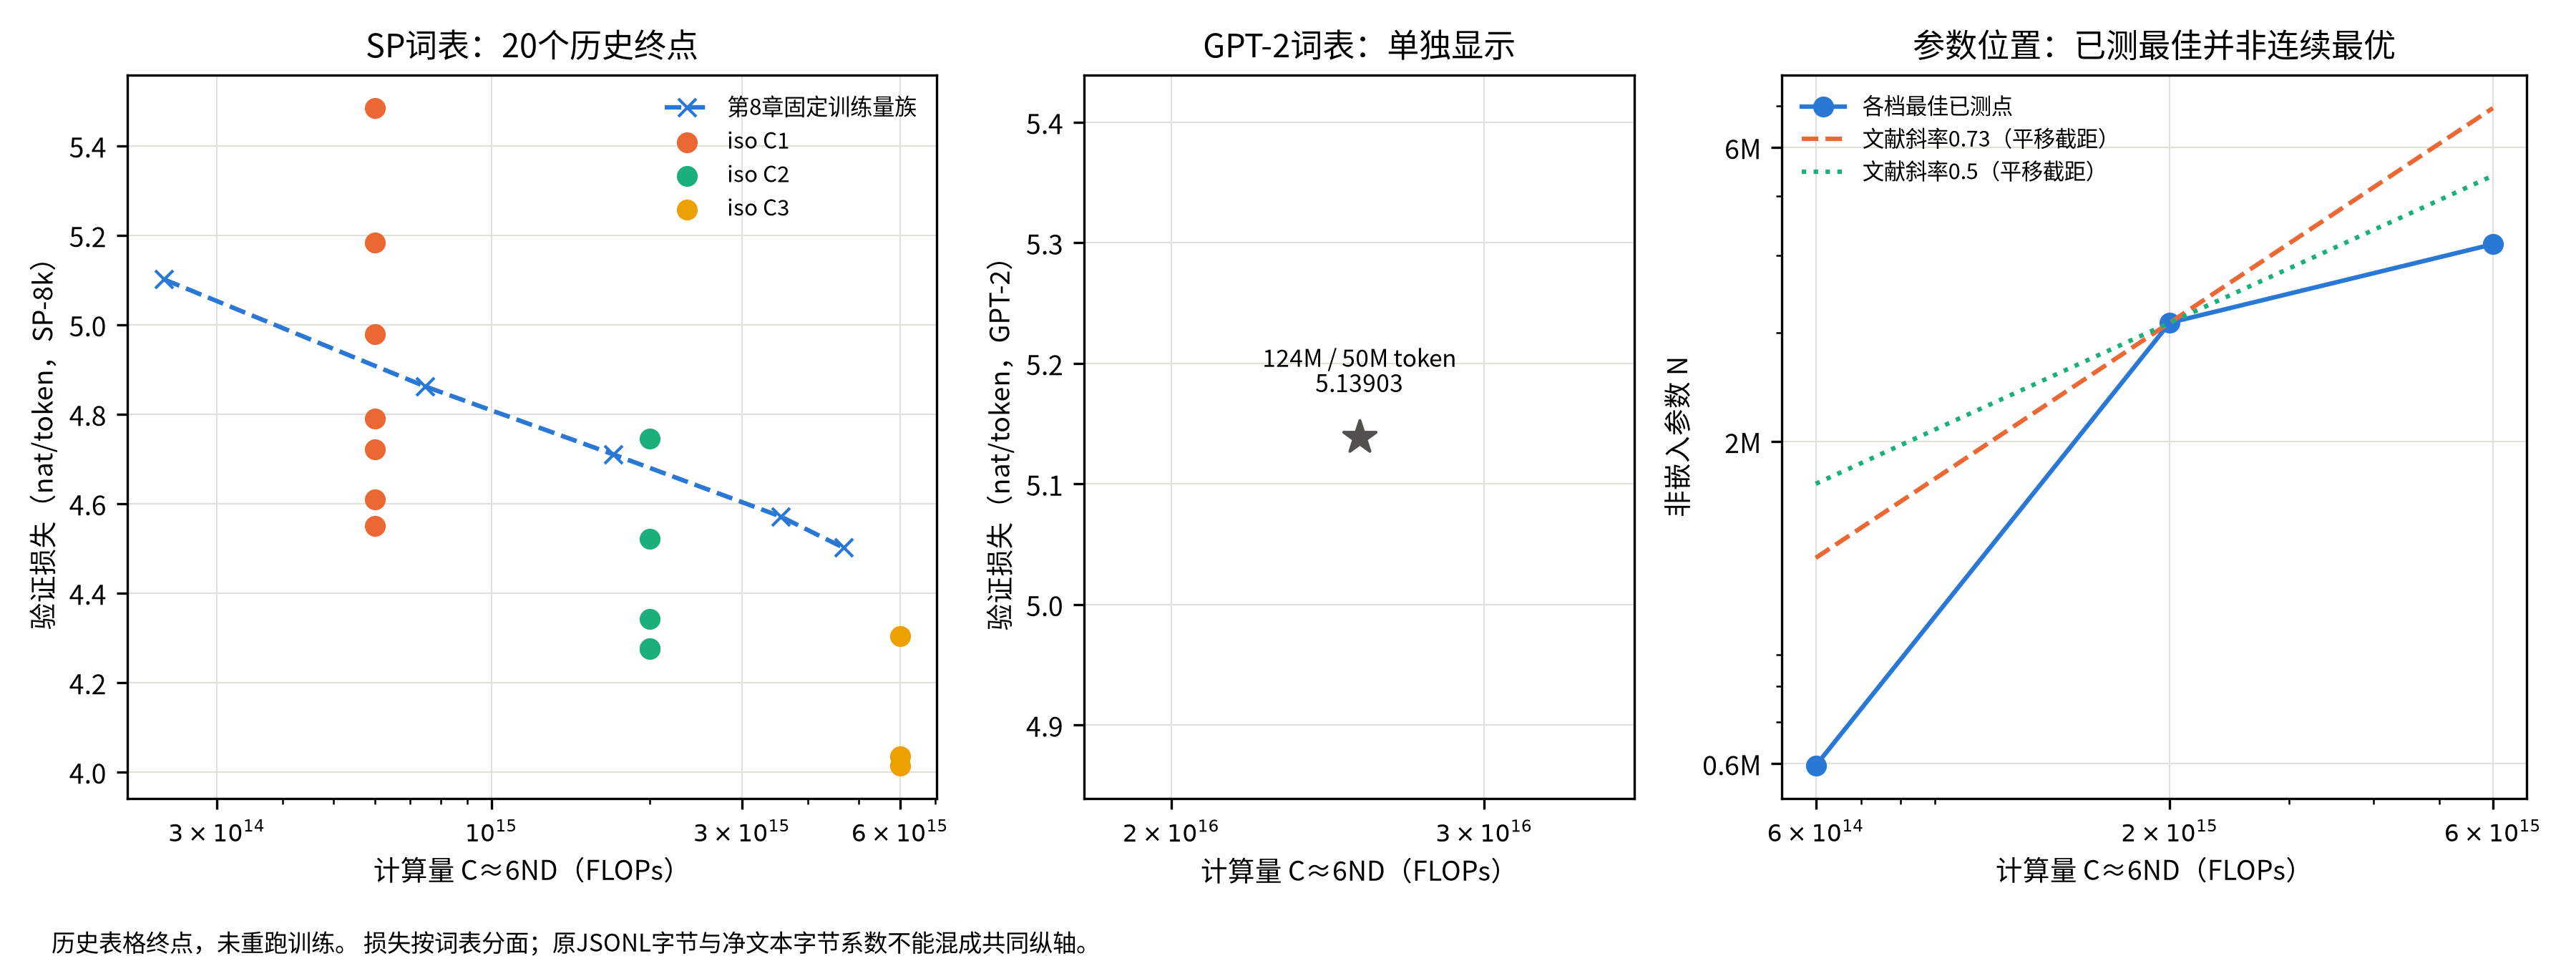 SP词表：20个历史终点
验证损失（nat/token，SP-8k）
5.4
5.2
5.0
4.8
4.6
4.4
4.2
4.0
第8章固定训练量族
iso C1
iso C2
iso C3
3×10¹⁴
10¹⁵
3×10¹⁵
6×10¹⁵
计算量 C≈6ND（FLOPs）
GPT-2词表：单独显示
验证损失（nat/token，GPT-2）
5.4
5.3
5.2
5.1
5.0
4.9
124M / 50M token
5.13903
2×10¹⁶
3×10¹⁶
计算量 C≈6ND（FLOPs）
参数位置：已测最佳并非连续最优
非嵌入参数 N
6M
2M
0.6M
各档最佳已测点
文献斜率0.73（平移截距）
文献斜率0.5（平移截距）
6×10¹⁴
2×10¹⁵
6×10¹⁵
计算量 C≈6ND（FLOPs）
历史表格终点，未重跑训练。 损失按词表分面；原JSONL字节与净文本字节系数不能混成共同纵轴。